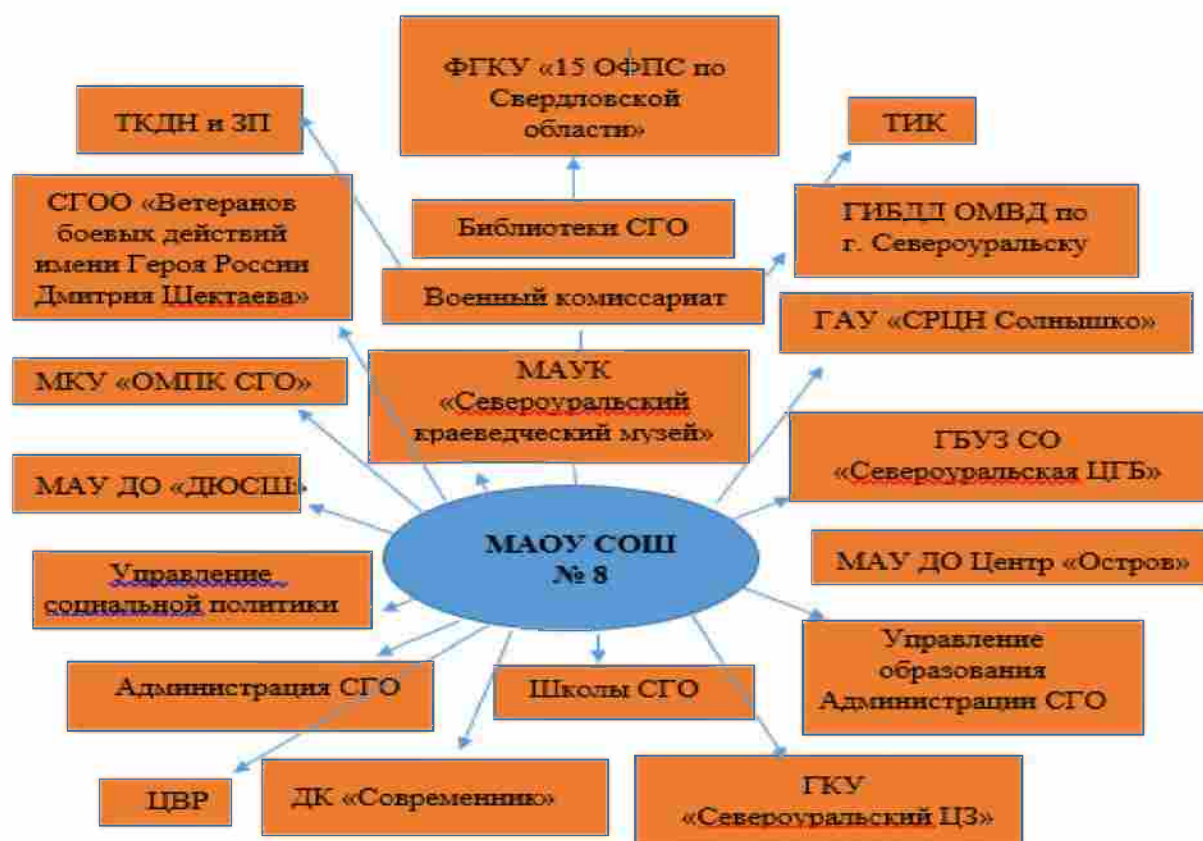 ФГКУ «15 ОФПС по
Свердловской
области»
ТКДН и ЗП
ТИК
СГОО «Ветеранов
боевых действий
имени Героя России
Дмитрия Шектаева»
Библиотеки СГО
ГИБДД ОМВД по
г. Североуральску
Военный комиссариат
ГАУ «СРЦН Солнышко»
МКУ «ОМПК СГО»
МАУК
«Североуральский
краеведческий музей»
ГБУЗ СО
«Североуральская ЦГБ»
МАУ ДО «ДЮСШ»
МАОУ СОШ
№ 8
МАУ ДО Центр «Остров»
Управление
социальной политики
Управление
образования
Администрации СГО
Администрация СГО
Школы СГО
ЦВР
ДК «Современник»
ГКУ
«Североуральский ЦЗ»